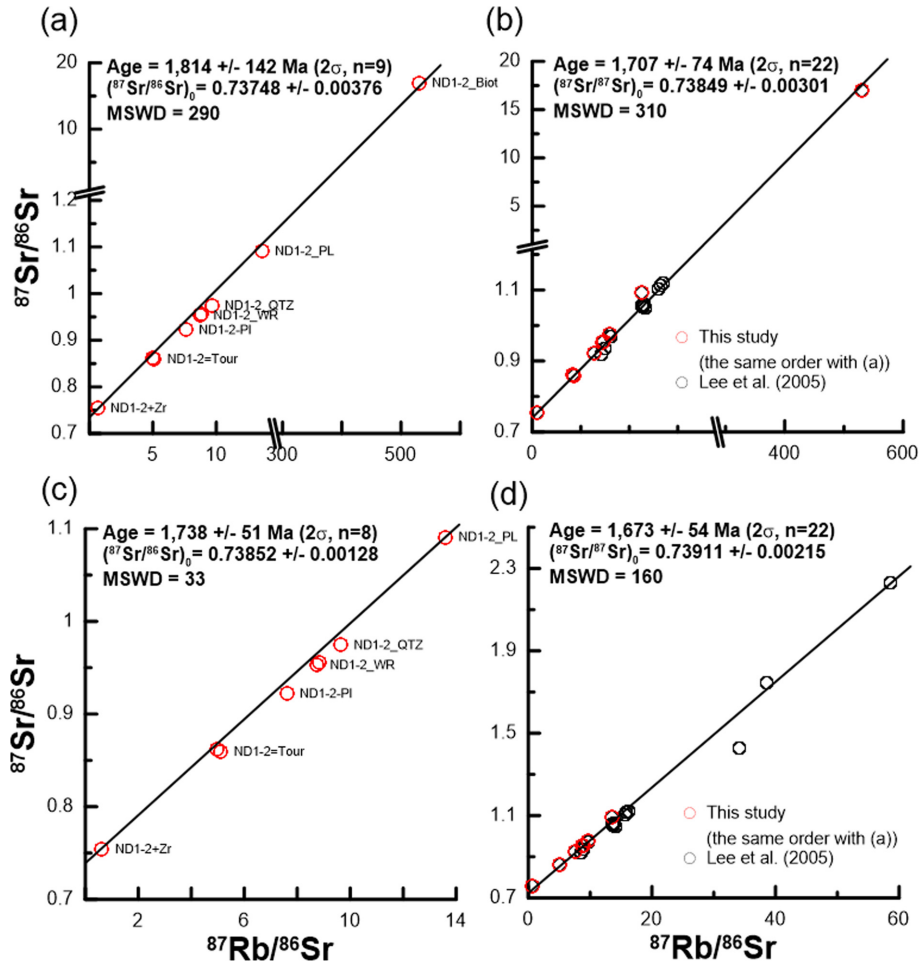 (a)
Age = 1,814 +/- 142 Ma (2σ, n=9)
(87Sr/86Sr)0= 0.73748 +/- 0.00376
MSWD = 290
ND1-2_Biot
ND1-2_PL
ND1-2_QTZ
ND1-2_WR
ND1-2-PI
ND1-2=Tour
ND1-2+Zr
20
10
1.2
1.1
1
0.9
0.8
0.7
5
10
300
500
87Sr/86Sr
(b)
Age = 1,707 +/- 74 Ma (2σ, n=22)
(87Sr/87Sr)0= 0.73849 +/- 0.00301
MSWD = 310
This study
(the same order with (a))
Lee et al. (2005)
20
15
10
5
1.1
0.9
0.7
0
200
600
(c)
Age = 1,738 +/- 51 Ma (2σ, n=8)
(87Sr/86Sr)0= 0.73852 +/- 0.00128
MSWD = 33
ND1-2_PL
ND1-2_QTZ
ND1-2_WR
ND1-2-PI
ND1-2=Tour
ND1-2+Zr
1.1
1
0.9
0.8
0.7
2
6
10
14
87Sr/86Sr
87Rb/86Sr
(d)
Age = 1,673 +/- 54 Ma (2σ, n=22)
(87Sr/87Sr)0= 0.73911 +/- 0.00215
MSWD = 160
This study
(the same order with (a))
Lee et al. (2005)
2.3
1.9
1.5
1.1
0.7
0
20
40
60
87Rb/86Sr